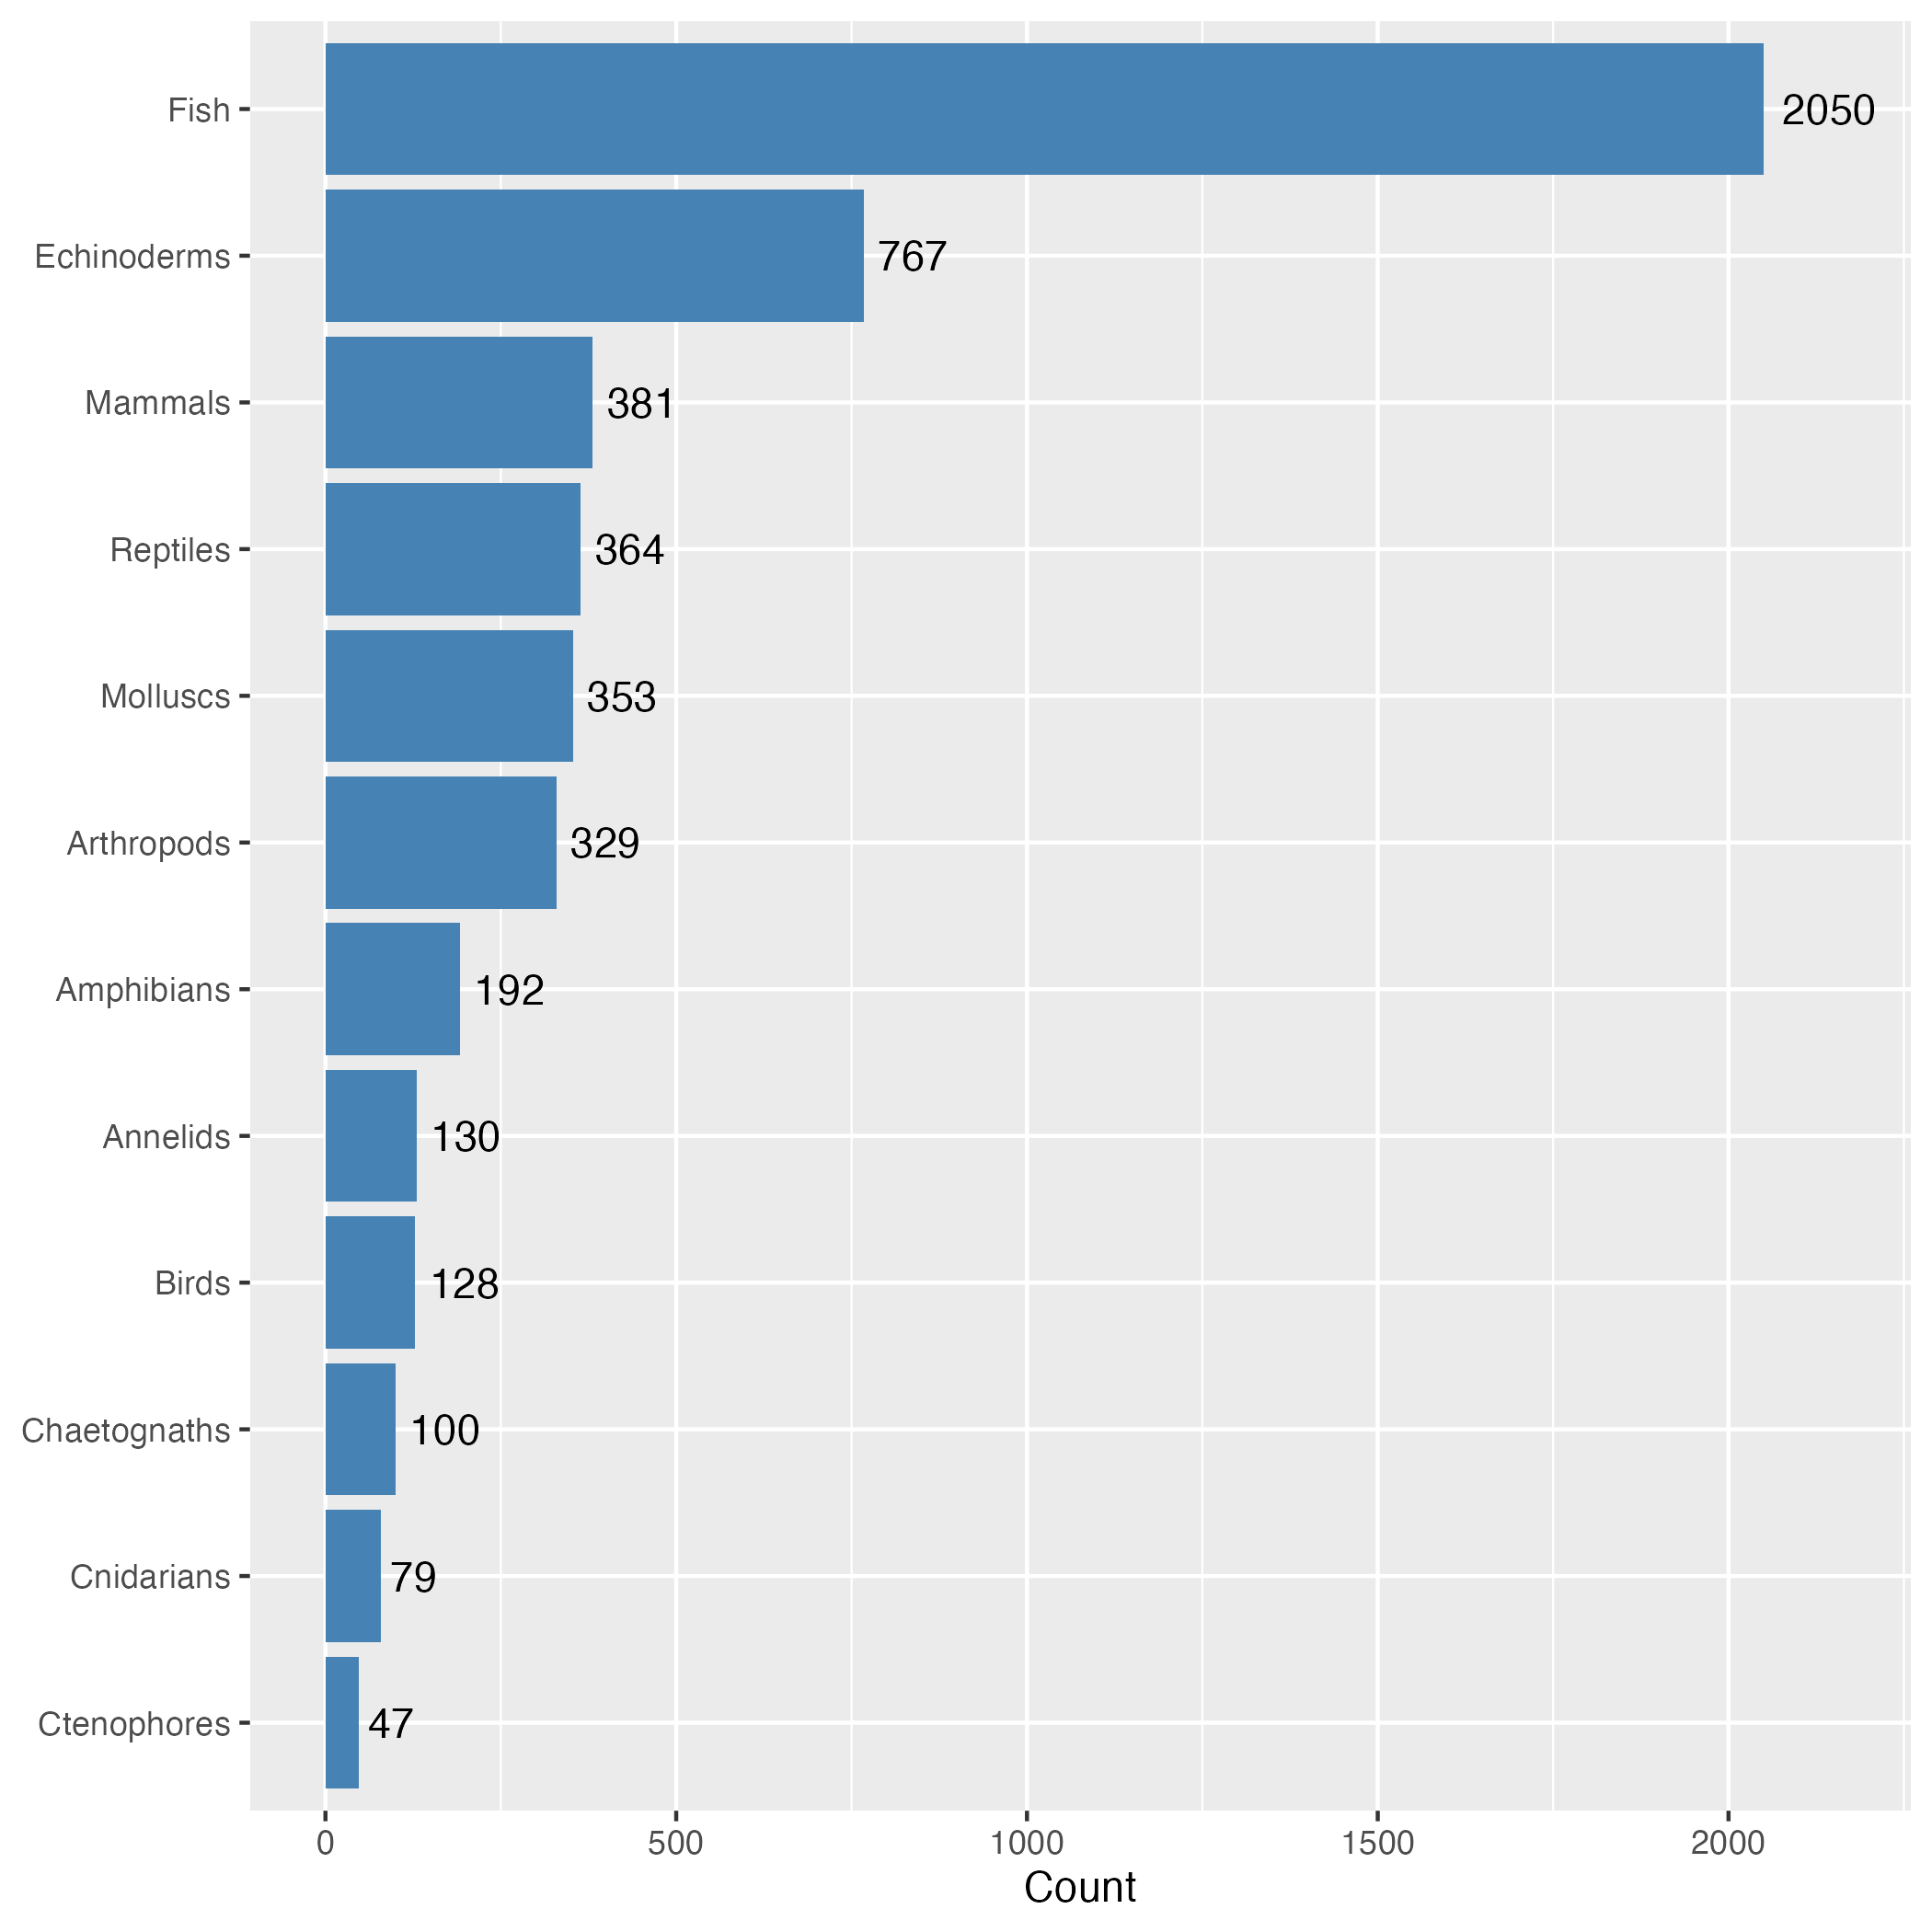 Fish 2050
Echinoderms 767
Mammals 381
Reptiles 364
Molluscs 353
Arthropods 329
Amphibians 192
Annelids 130
Birds 128
Chaetognaths 100
Cnidarians 79
Ctenophores 47
0 500 1000 1500 2000
Count